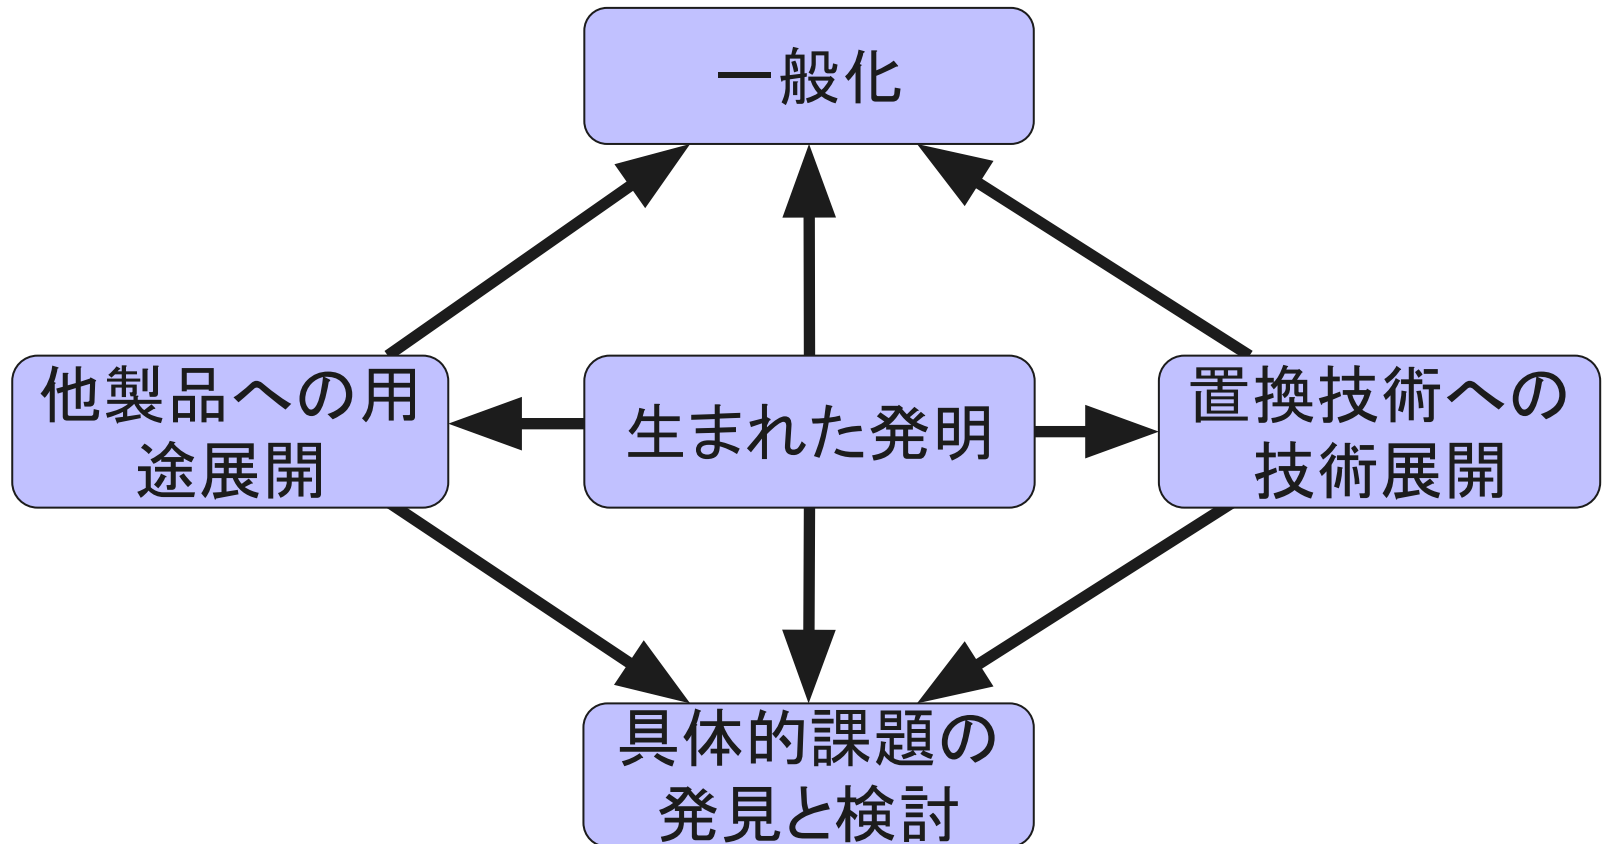 一般化
他製品への用
途展開
生まれた発明
置換技術への
技術展開
具体的課題の
発見と検討